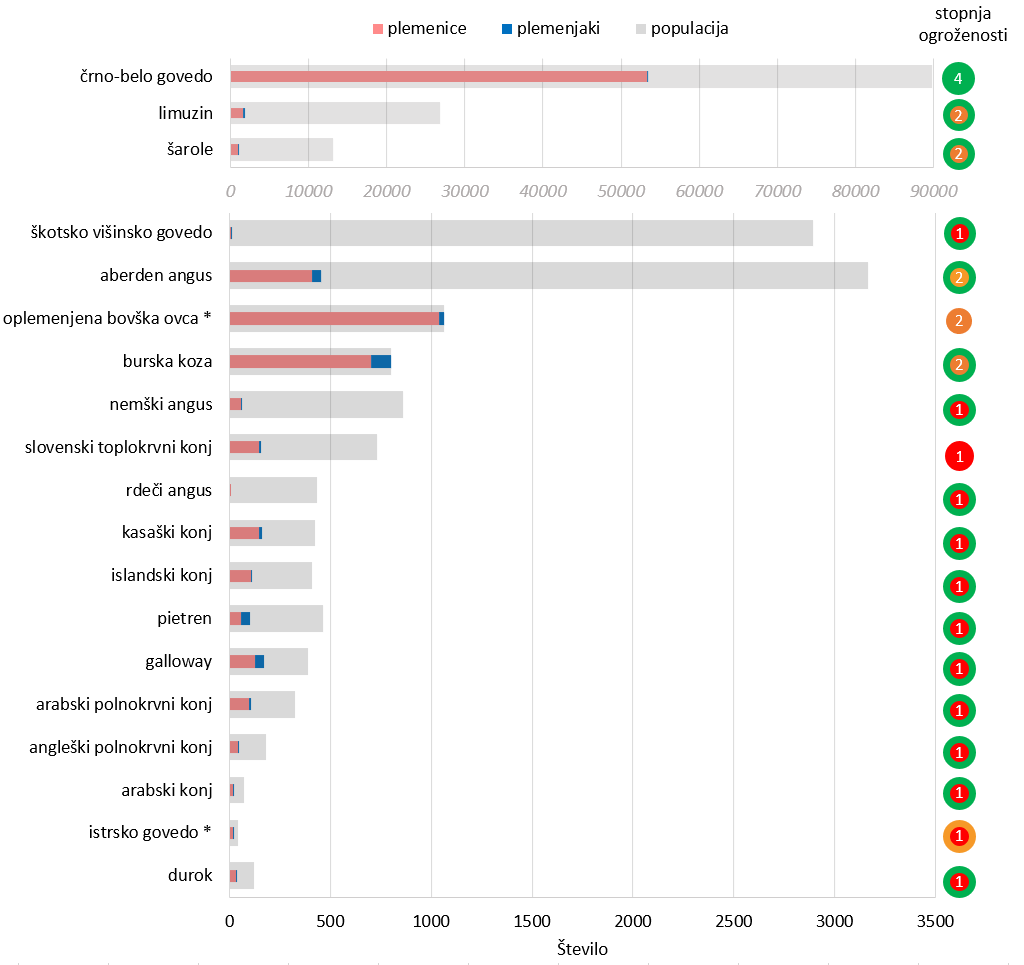 plemenice plemenjaki populacija
stopnja
ogroženosti
črno-belo govedo 4
limuzin 2
šarole 2
0 10000 20000 30000 40000 50000 60000 70000 80000 90000
škotsko višinsko govedo 1
aberden angus 2
oplemenjena bovška ovca * 2
burska koza 2
nemški angus 1
slovenski toplokrvni konj 1
rdeči angus 1
kasaški konj 1
islandski konj 1
pietren 1
galloway 1
arabski polnokrvni konj 1
angleški polnokrvni konj 1
arabski konj 1
istrsko govedo * 1
durok 1
0 500 1000 1500 2000 2500 3000 3500
Število